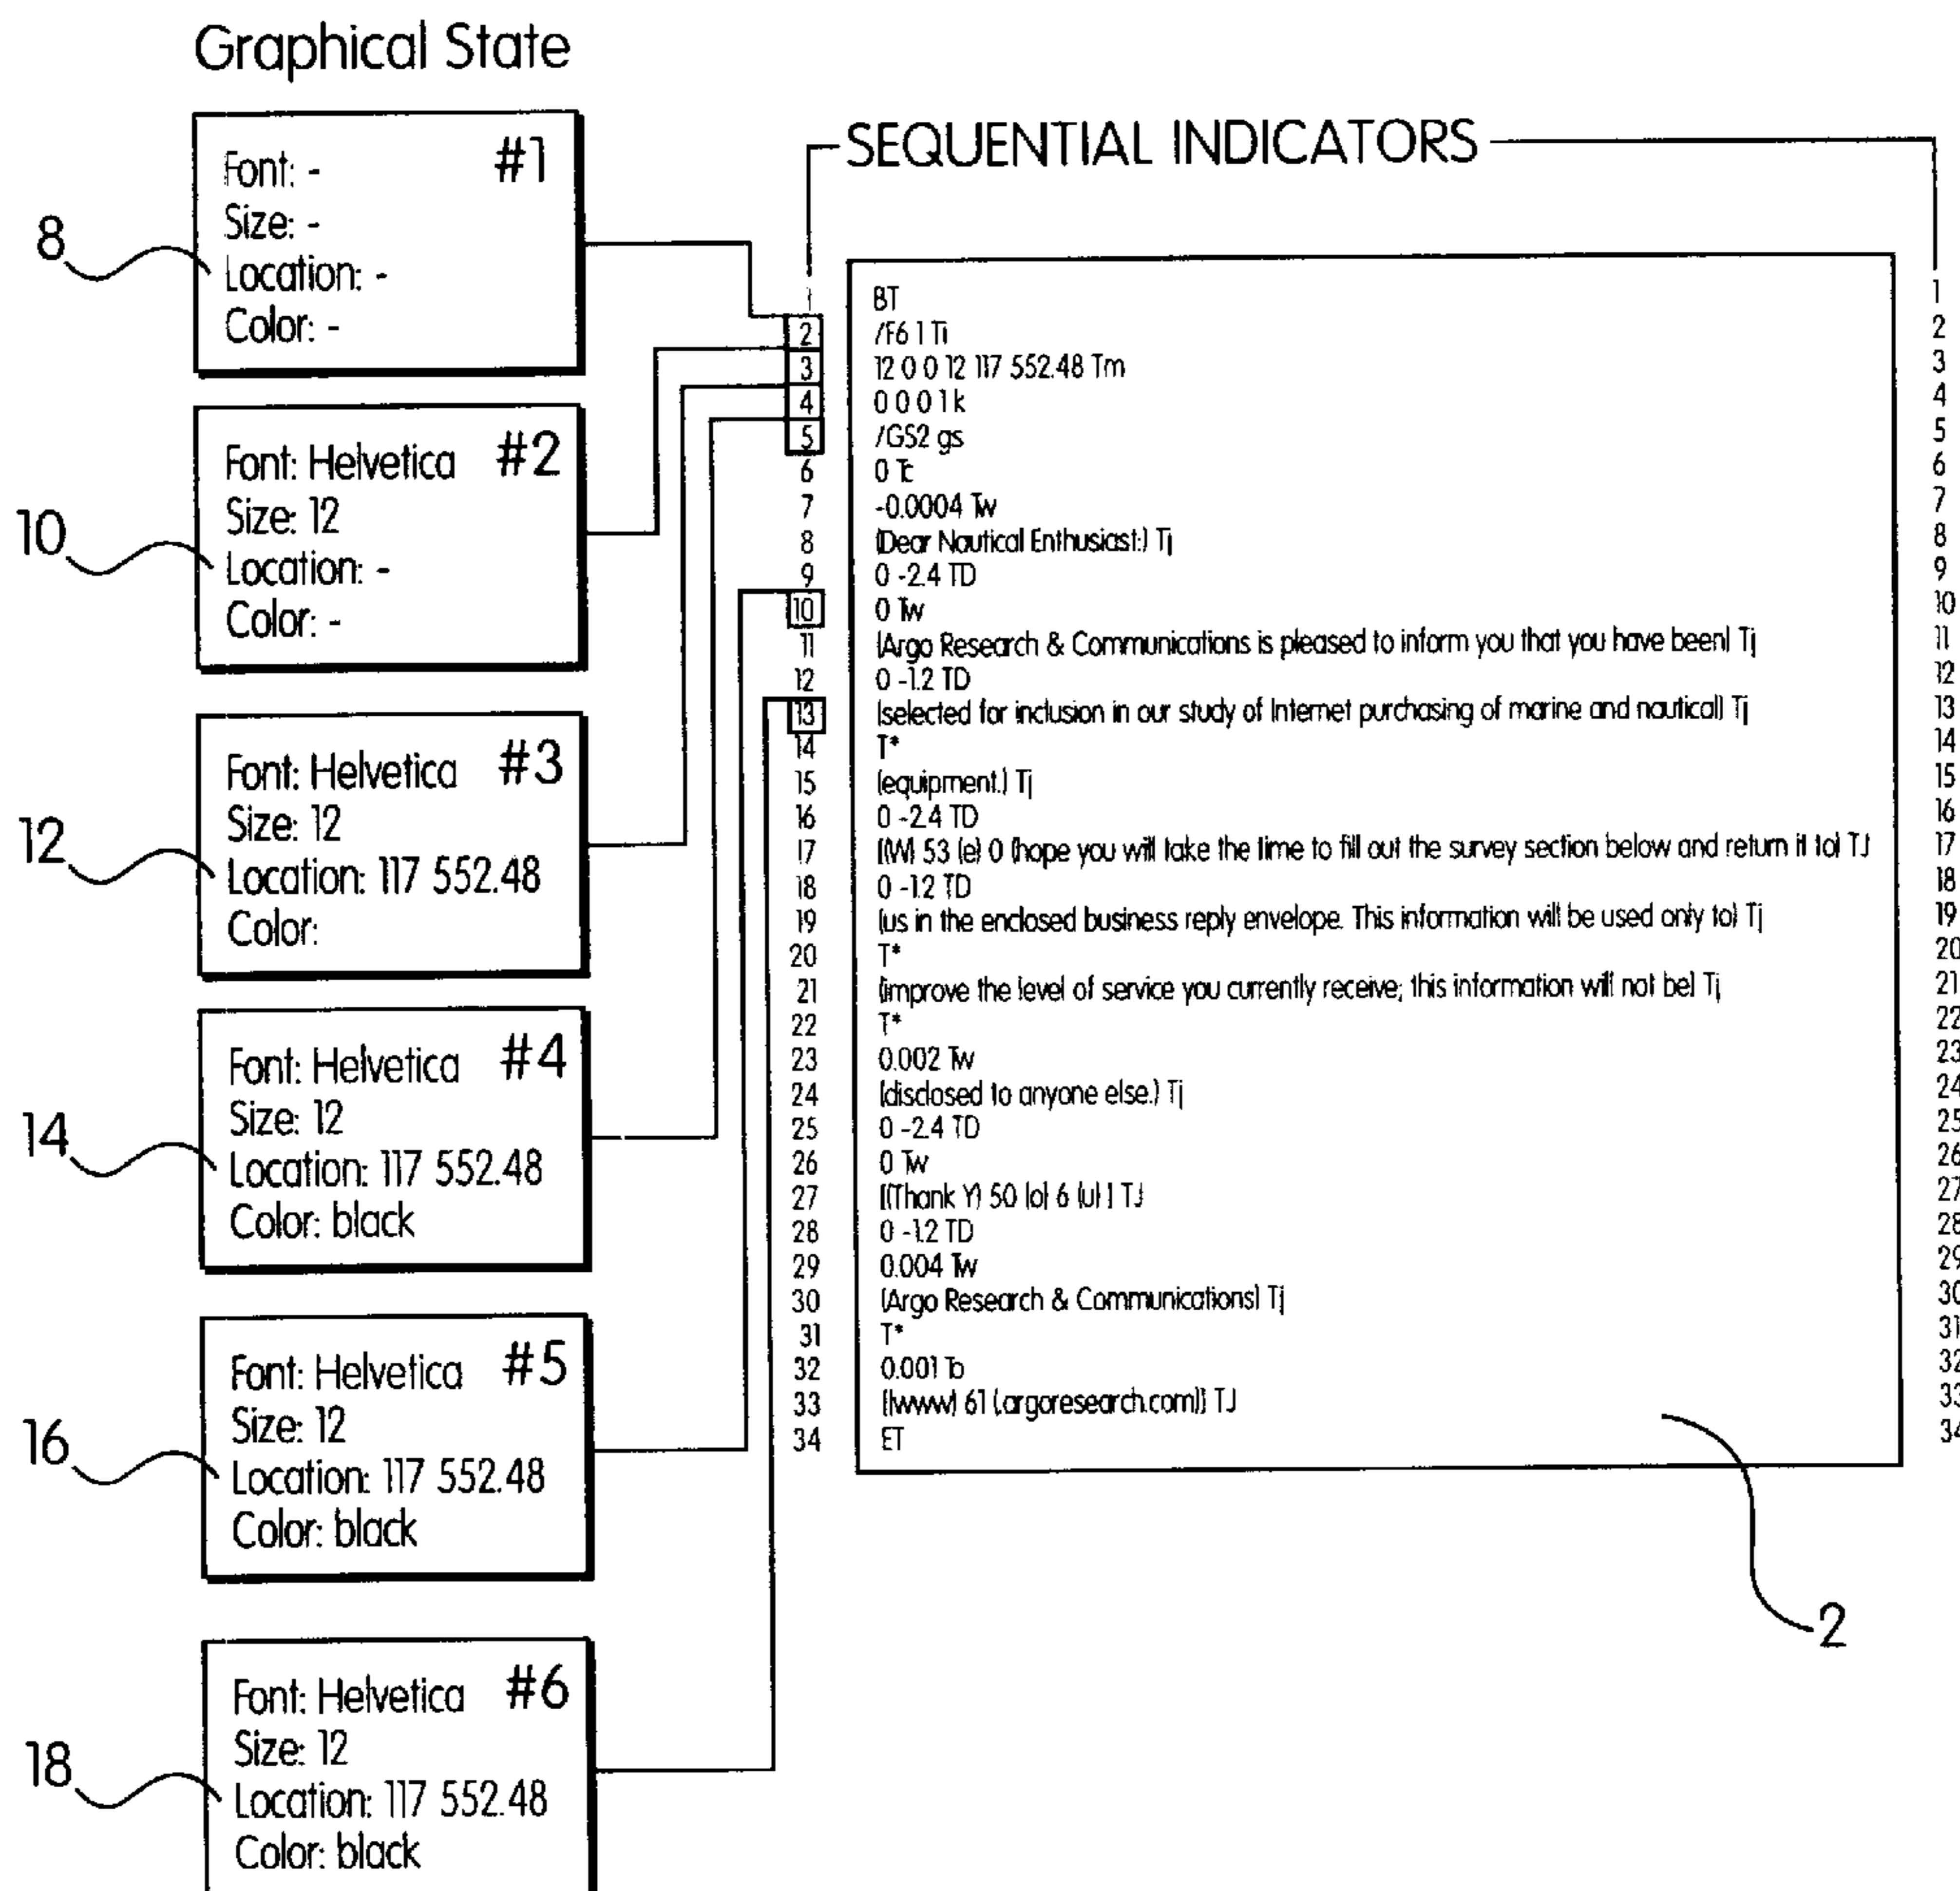 Graphical State
#1
Font: -
Size: -
Location: -
Color: -
8
#2
Font: Helvetica
Size: 12
Location: -
Color: -
10
#3
Font: Helvetica
Size: 12
Location: 117 552.48
Color:
12
#4
Font: Helvetica
Size: 12
Location: 117 552.48
Color: black
14
#5
Font: Helvetica
Size: 12
Location: 117 552.48
Color: black
16
#6
Font: Helvetica
Size: 12
Location: 117 552.48
Color: black
18
SEQUENTIAL INDICATORS
1 BT 1
2 /F6 1 Ti 2
3 12 0 0 12 117 552.48 Tm 3
4 0 0 0 1 k 4
5 /GS2 gs 5
6 0 Tc 6
7 -0.0004 Tw 7
8 (Dear Nautical Enthusiast:) Tj 8
9 0 -2.4 TD 9
10 0 Tw 10
11 (Argo Research & Communications is pleased to inform you that you have been) Tj 11
12 0 -1.2 TD 12
13 (selected for inclusion in our study of Internet purchasing of marine and nautical) Tj 13
14 T* 14
15 (equipment.) Tj 15
16 0 -2.4 TD 16
17 [(W) 53 (e) 0 (hope you will take the time to fill out the survey section below and return it to) TJ 17
18 0 -1.2 TD 18
19 (us in the enclosed business reply envelope. This information will be used only to) Tj 19
20 T* 20
21 (improve the level of service you currently receive; this information will not be) Tj 21
22 T* 22
23 0.002 Tw 23
24 (disclosed to anyone else.) Tj 24
25 0 -2.4 TD 25
26 0 Tw 26
27 [(Thank Y) 50 (o) 6 (u) ] TJ 27
28 0 -1.2 TD 28
29 0.004 Tw 29
30 (Argo Research & Communications) Tj 30
31 T* 31
32 0.001 Tc 32
33 [(www) 61 (.argoresearch.com)] TJ 33
34 ET 34
2